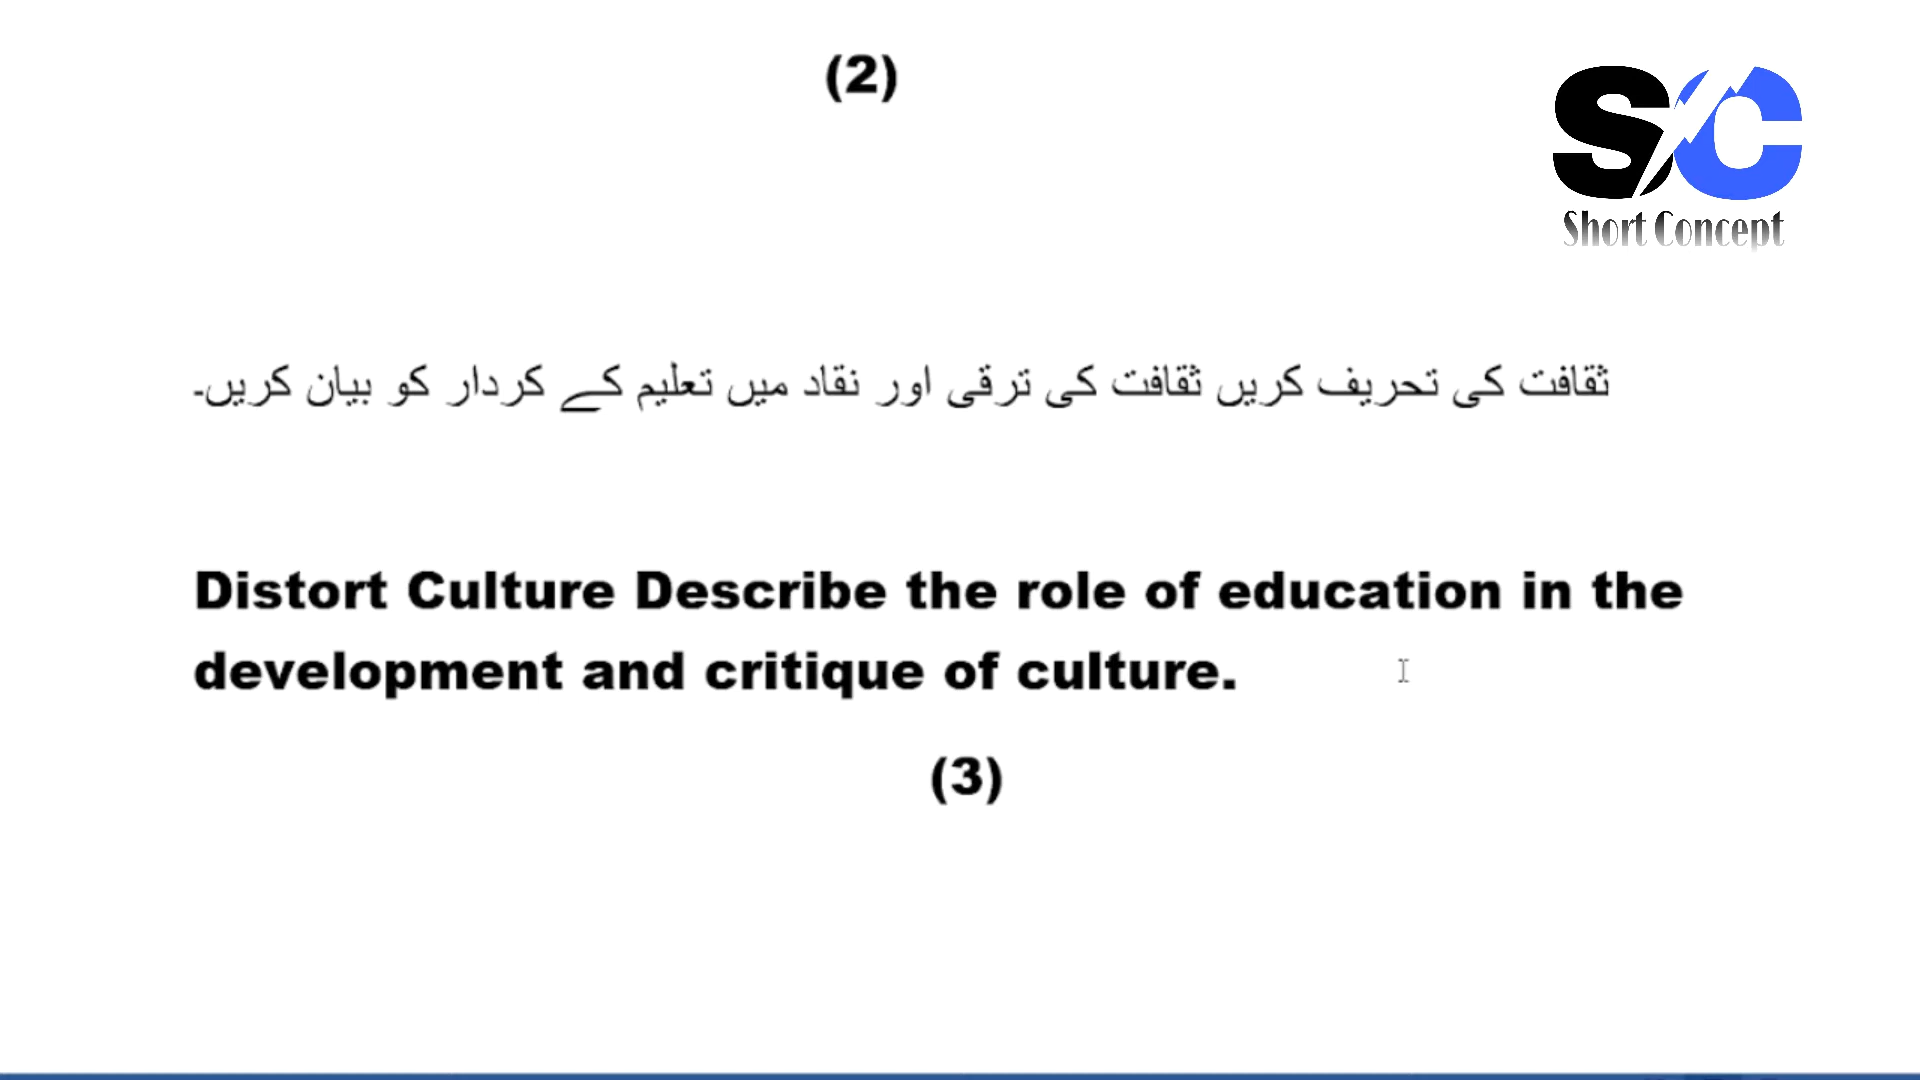 (2)
SC
Short Concept
ثقافت کی تحریف کریں ثقافت کی ترقی اور نقاد میں تعلیم کے کردار کو بیان کریں۔
Distort Culture Describe the role of education in the
development and critique of culture.
(3)